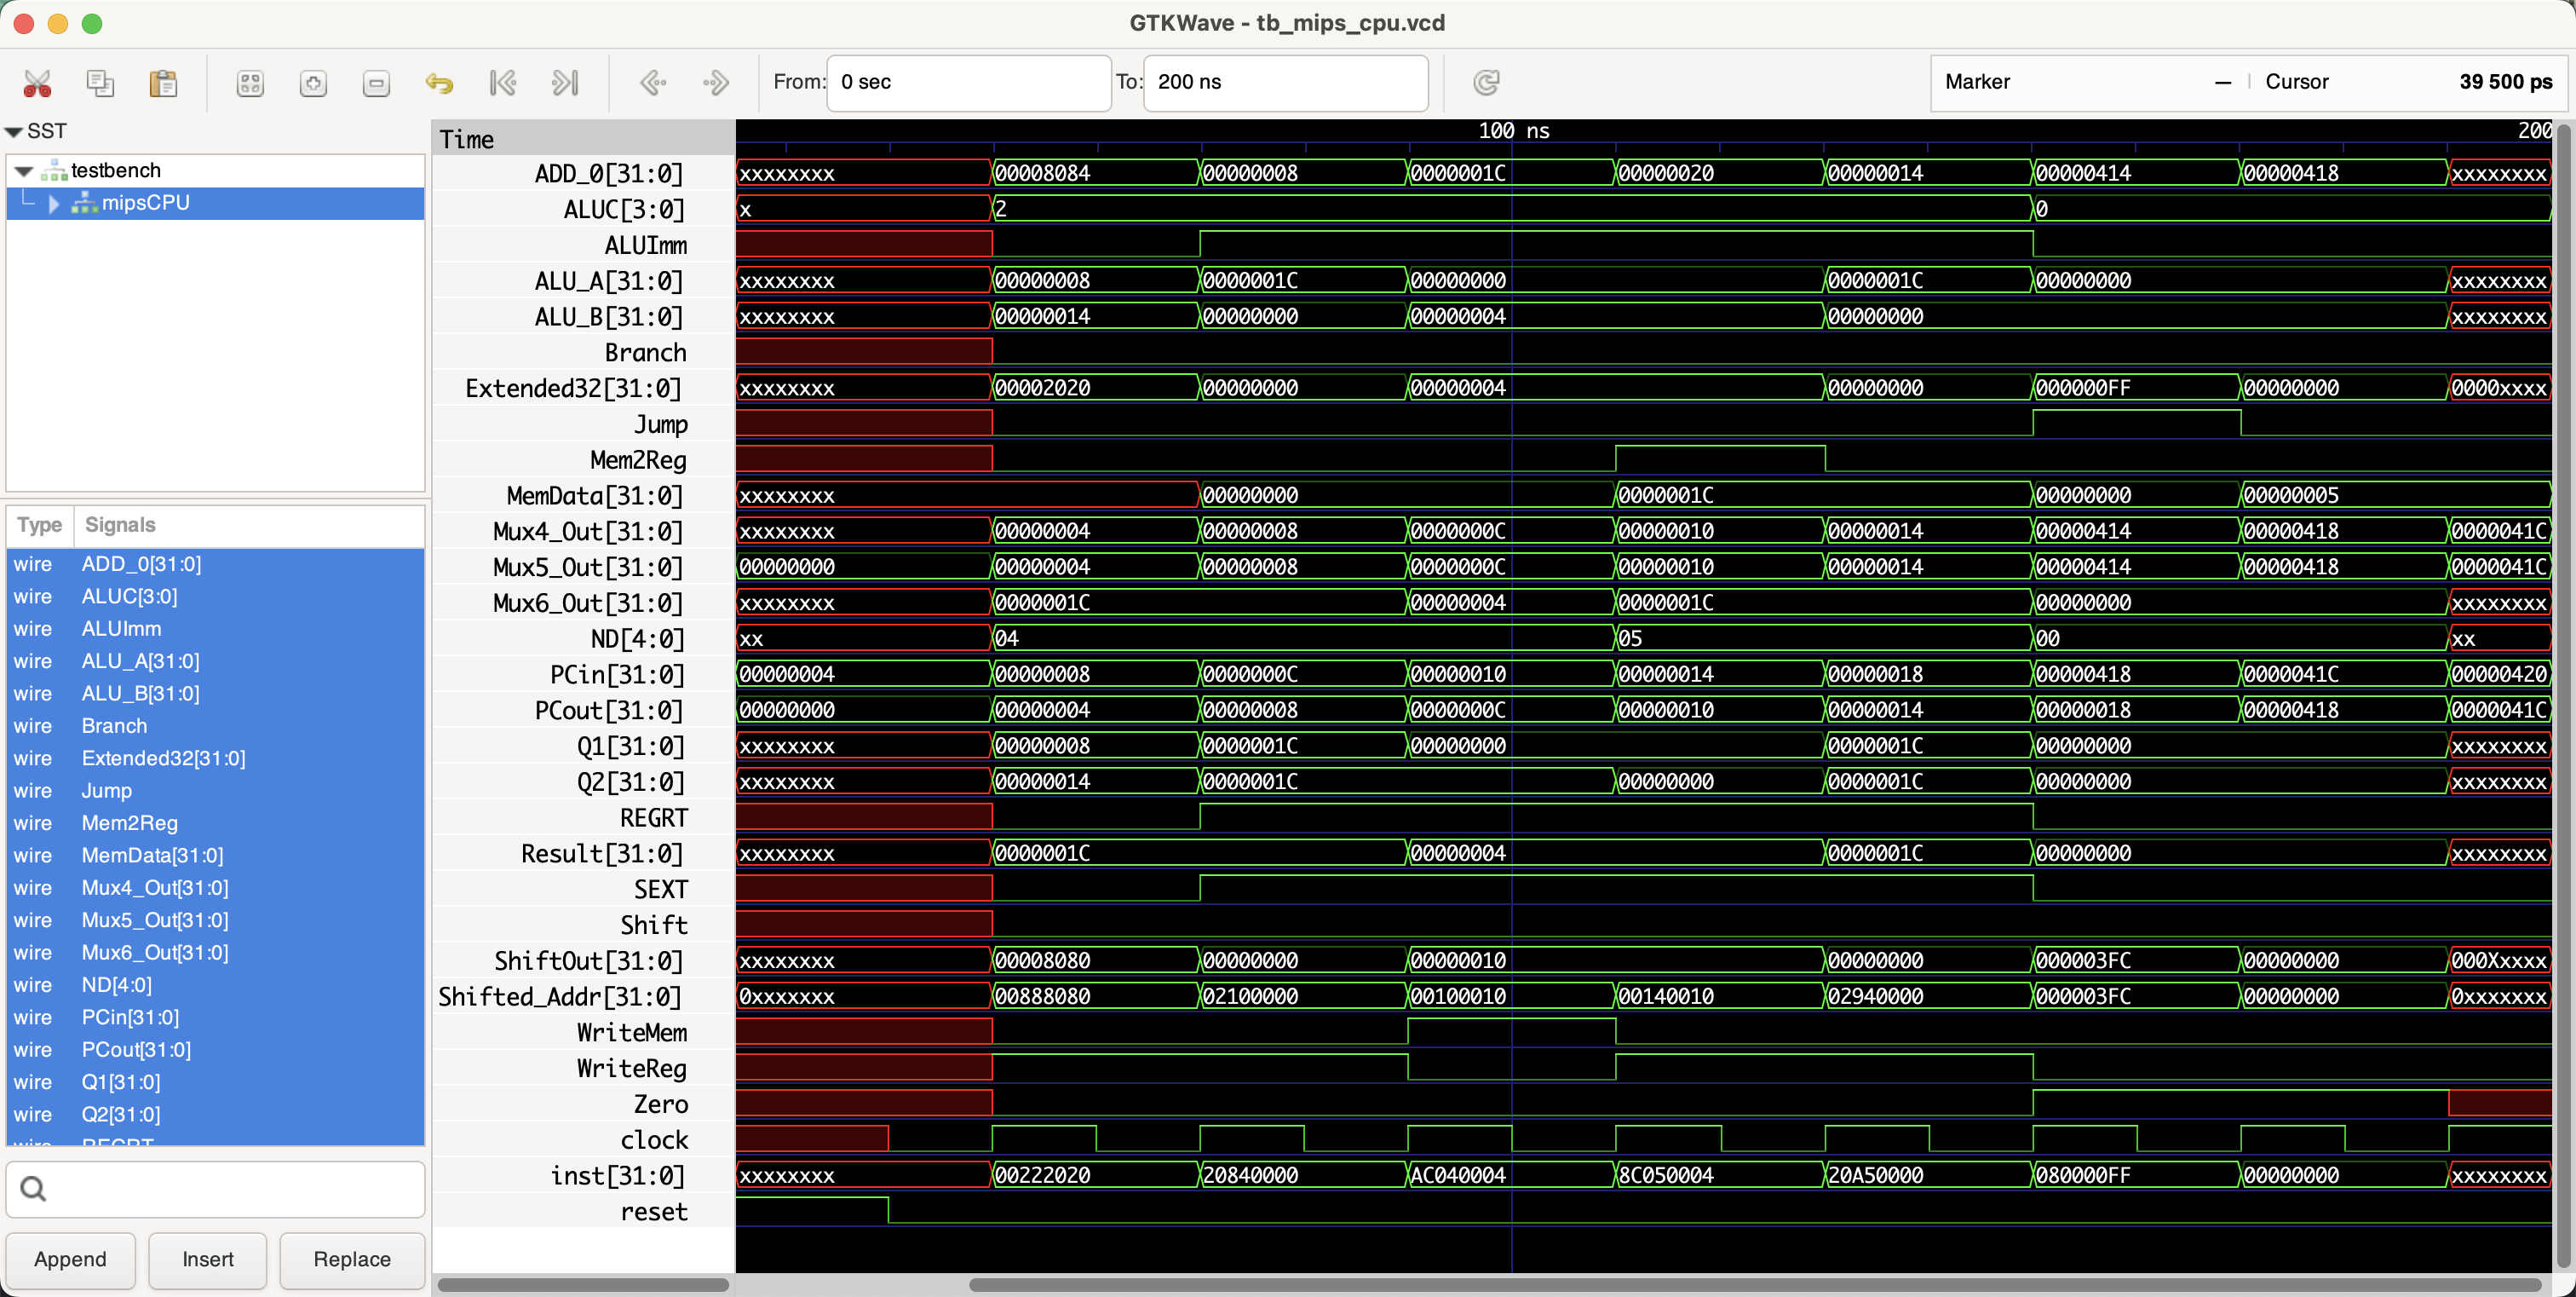 GTKWave - tb_mips_cpu.vcd
From: 0 sec To: 200 ns Marker — | Cursor 39 500 ps
SST
testbench
mipsCPU
Type Signals
wire ADD_0[31:0]
wire ALUC[3:0]
wire ALUImm
wire ALU_A[31:0]
wire ALU_B[31:0]
wire Branch
wire Extended32[31:0]
wire Jump
wire Mem2Reg
wire MemData[31:0]
wire Mux4_Out[31:0]
wire Mux5_Out[31:0]
wire Mux6_Out[31:0]
wire ND[4:0]
wire PCin[31:0]
wire PCout[31:0]
wire Q1[31:0]
wire Q2[31:0]
wire REGRT
Append Insert Replace
Time 100 ns 200
ADD_0[31:0] xxxxxxxx 00008084 00000008 0000001C 00000020 00000014 00000414 00000418 xxxxxxxx
ALUC[3:0] x 2 0
ALUImm
ALU_A[31:0] xxxxxxxx 00000008 0000001C 00000000 0000001C 00000000 xxxxxxxx
ALU_B[31:0] xxxxxxxx 00000014 00000000 00000004 00000000 xxxxxxxx
Branch
Extended32[31:0] xxxxxxxx 00002020 00000000 00000004 00000000 000000FF 00000000 0000xxxx
Jump
Mem2Reg
MemData[31:0] xxxxxxxx 00000000 0000001C 00000000 00000005
Mux4_Out[31:0] xxxxxxxx 00000004 00000008 0000000C 00000010 00000014 00000414 00000418 0000041C
Mux5_Out[31:0] 00000000 00000004 00000008 0000000C 00000010 00000014 00000414 00000418 0000041C
Mux6_Out[31:0] xxxxxxxx 0000001C 00000004 0000001C 00000000 xxxxxxxx
ND[4:0] xx 04 05 00 xx
PCin[31:0] 00000004 00000008 0000000C 00000010 00000014 00000018 00000418 0000041C 00000420
PCout[31:0] 00000000 00000004 00000008 0000000C 00000010 00000014 00000018 00000418 0000041C
Q1[31:0] xxxxxxxx 00000008 0000001C 00000000 0000001C 00000000 xxxxxxxx
Q2[31:0] xxxxxxxx 00000014 0000001C 00000000 0000001C 00000000 xxxxxxxx
REGRT
Result[31:0] xxxxxxxx 0000001C 00000004 0000001C 00000000 xxxxxxxx
SEXT
Shift
ShiftOut[31:0] xxxxxxxx 00008080 00000000 00000010 00000000 000003FC 00000000 000Xxxxx
Shifted_Addr[31:0] 0xxxxxxx 00888080 02100000 00100010 00140010 02940000 000003FC 00000000 0xxxxxxx
WriteMem
WriteReg
Zero
clock
inst[31:0] xxxxxxxx 00222020 20840000 AC040004 8C050004 20A50000 080000FF 00000000 xxxxxxxx
reset